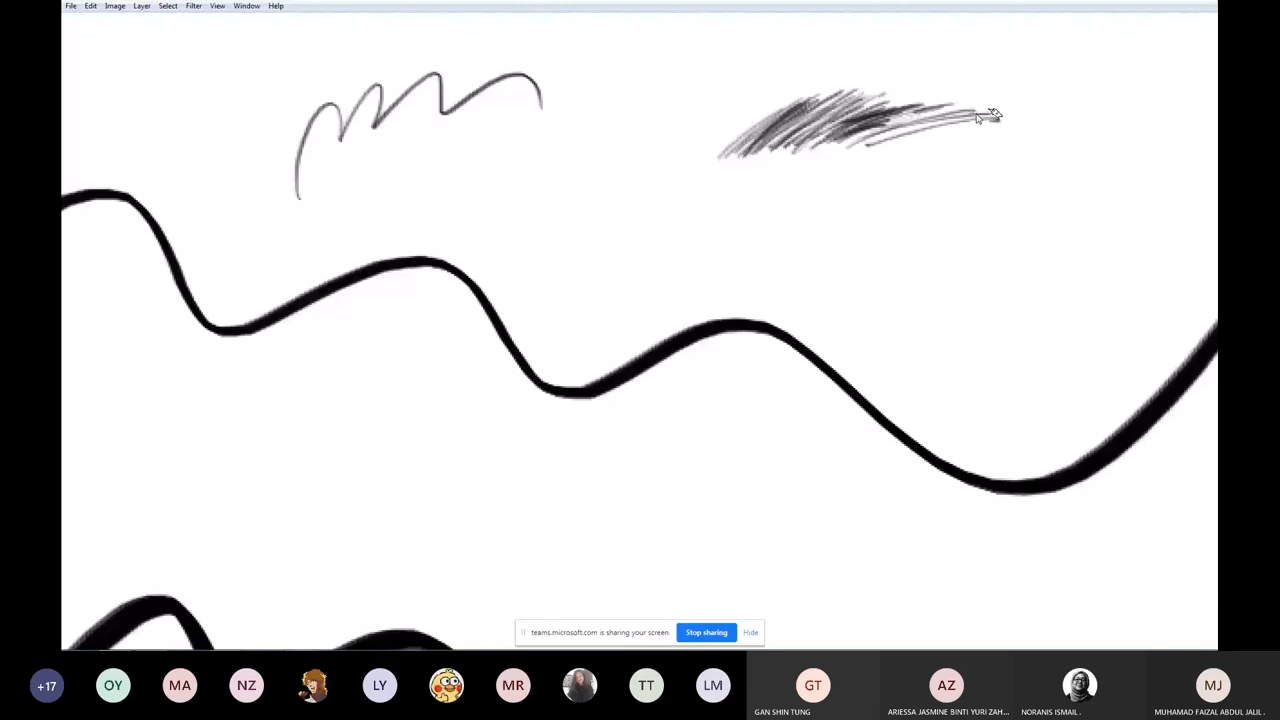 File Edit Image Layer Select Filter View Window Help
teams.microsoft.com is sharing your screen. Stop sharing Hide
+17 OY MA NZ LY MR TT LM GT AZ MJ
GAN SHIN TUNG ARIESSA JASMINE BINTI YURI ZAH... NORANIS ISMAIL . MUHAMAD FAIZAL ABDUL JALIL .